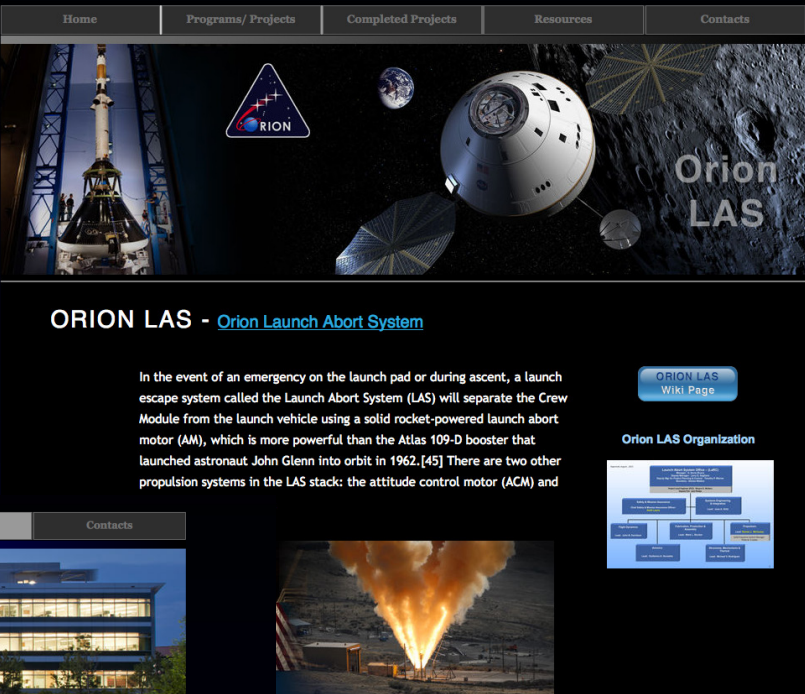 Home
Programs/ Projects
Completed Projects
Resources
Contacts
ORION
Orion
LAS
ORION LAS - Orion Launch Abort System
In the event of an emergency on the launch pad or during ascent, a launch
escape system called the Launch Abort System (LAS) will separate the Crew
Module from the launch vehicle using a solid rocket-powered launch abort
motor (AM), which is more powerful than the Atlas 109-D booster that
launched astronaut John Glenn into orbit in 1962.[45] There are two other
propulsion systems in the LAS stack: the attitude control motor (ACM) and
ORION LAS
Wiki Page
Orion LAS Organization
Contacts